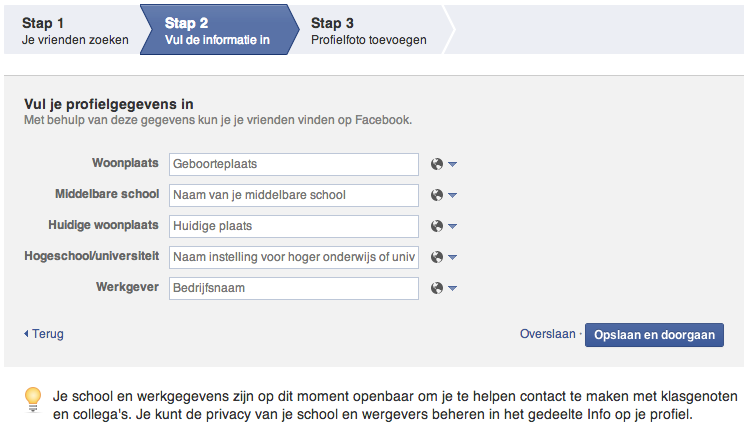 Stap 1
Je vrienden zoeken
Stap 2
Vul de informatie in
Stap 3
Profielfoto toevoegen
Vul je profielgegevens in
Met behulp van deze gegevens kun je je vrienden vinden op Facebook.
Woonplaats Geboorteplaats
Middelbare school Naam van je middelbare school
Huidige woonplaats Huidige plaats
Hogeschool/universiteit Naam instelling voor hoger onderwijs of univ
Werkgever Bedrijfsnaam
Terug Overslaan · Opslaan en doorgaan
Je school en werkgegevens zijn op dit moment openbaar om je te helpen contact te maken met klasgenoten
en collega's. Je kunt de privacy van je school en wergevers beheren in het gedeelte Info op je profiel.